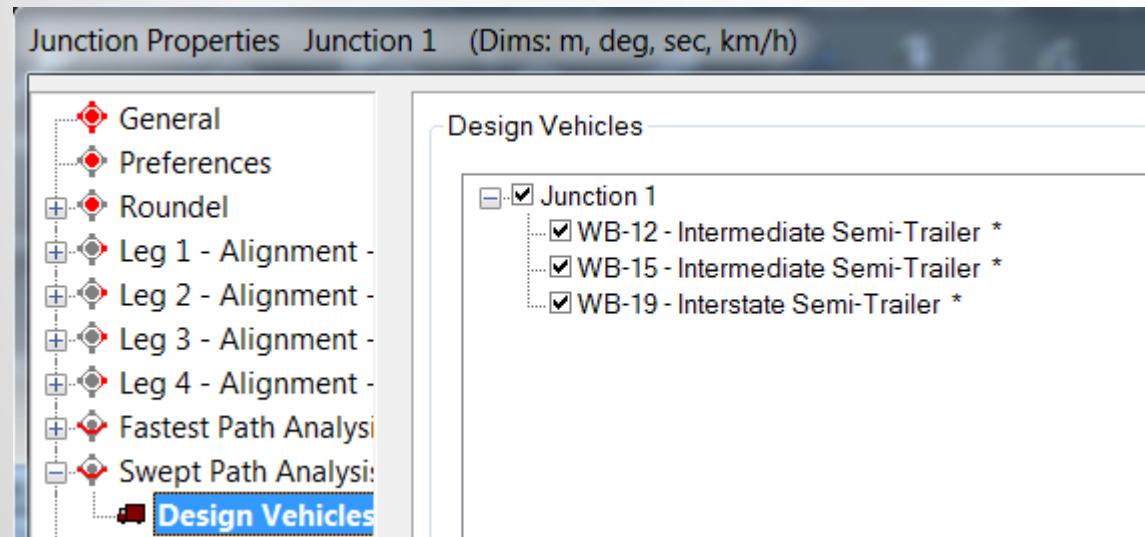 Junction Properties Junction 1 (Dims: m, deg, sec, km/h)
General
Preferences
Roundel
Leg 1 - Alignment -
Leg 2 - Alignment -
Leg 3 - Alignment -
Leg 4 - Alignment -
Fastest Path Analysi
Swept Path Analysis
Design Vehicles
Design Vehicles
Junction 1
WB-12 - Intermediate Semi-Trailer *
WB-15 - Intermediate Semi-Trailer *
WB-19 - Interstate Semi-Trailer *